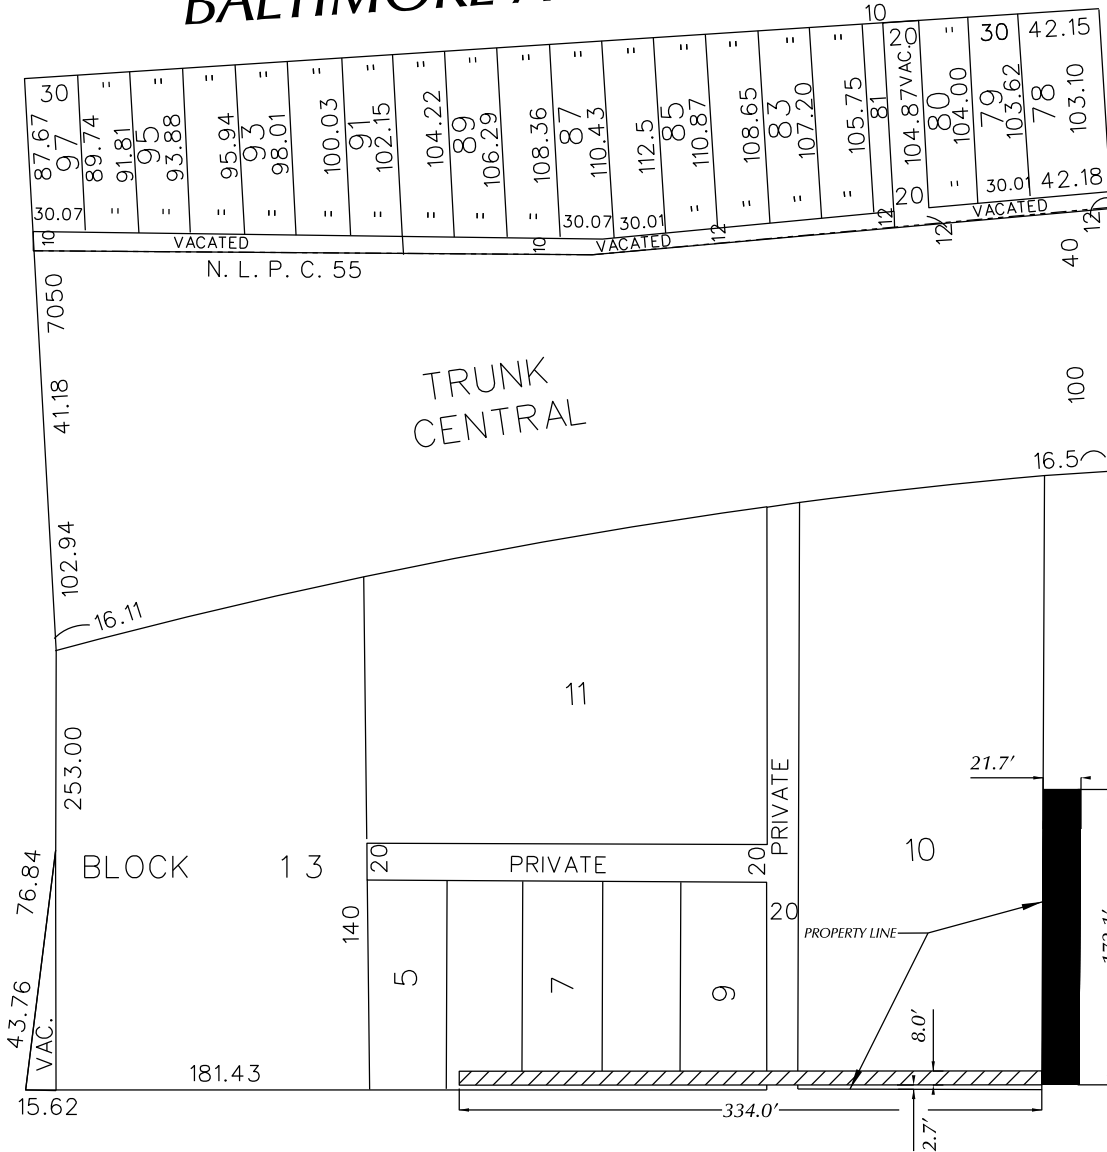 BALTIMORE
10
30 " " " " " " " " " " " " " " " 20 " 30 42.15
87.67 97 89.74 91.81 95 93.88 95.94 93 98.01 100.03 91 102.15 104.22 89 106.29 108.36 87 110.43 112.5 85 110.87 108.65 83 107.20 105.75 81 104.87 VAC. 80 104.00 79 103.62 78 103.10
30.07 " " " " " " " " " 30.07 30.01 " " " " 20 " 30.01 42.18
10 VACATED 10 VACATED 12 12 12 VACATED 12
N. L. P. C. 55
40
7050
TRUNK
CENTRAL
41.18
100
16.5
102.94
16.11
11
253.00
PRIVATE
21.7'
10
BLOCK 13
20 PRIVATE 20
76.84
140
20
PROPERTY LINE
5 7 9
43.76
VAC.
8.0'
181.43
15.62
334.0'
2.7'